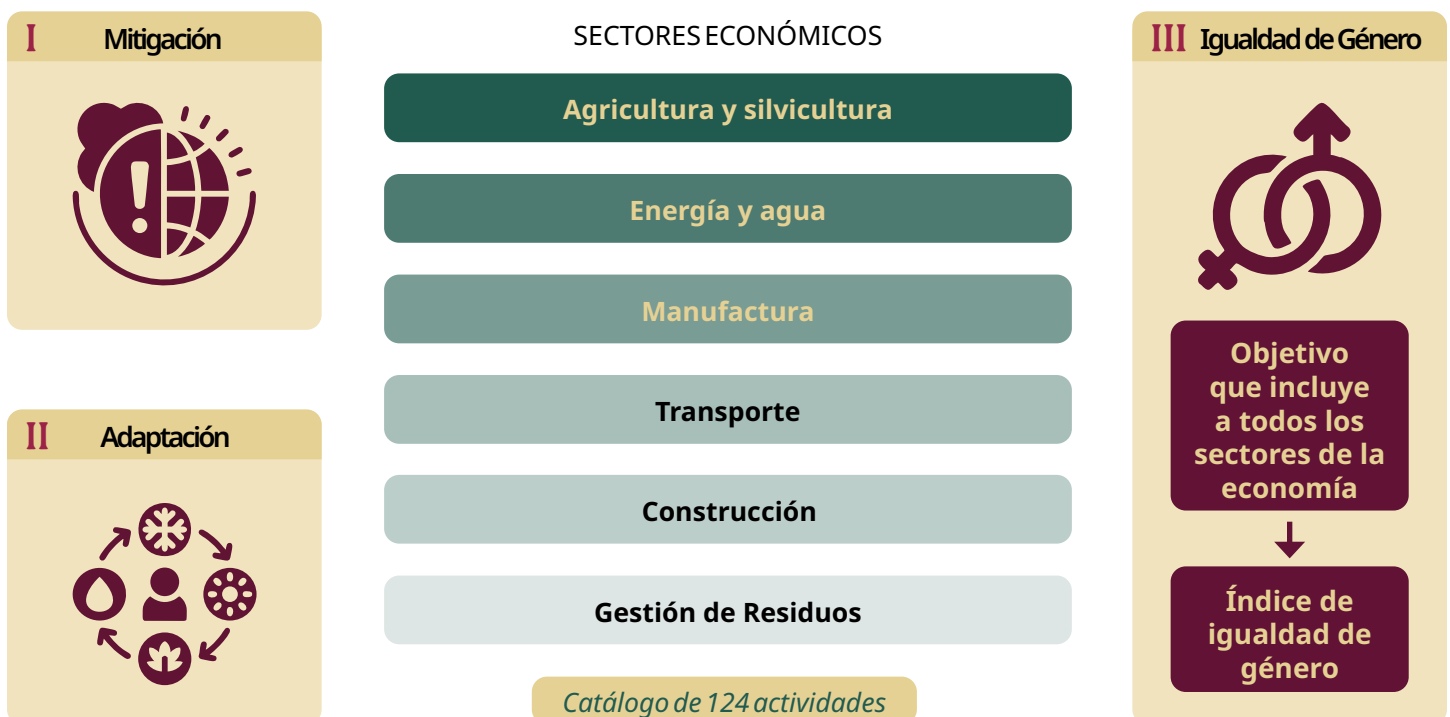 I Mitigación
II Adaptación
SECTORES ECONÓMICOS
Agricultura y silvicultura
Energía y agua
Manufactura
Transporte
Construcción
Gestión de Residuos
Catálogo de 124 actividades
III Igualdad de Género
Objetivo
que incluye
a todos los
sectores de la
economía
Índice de
igualdad de
género